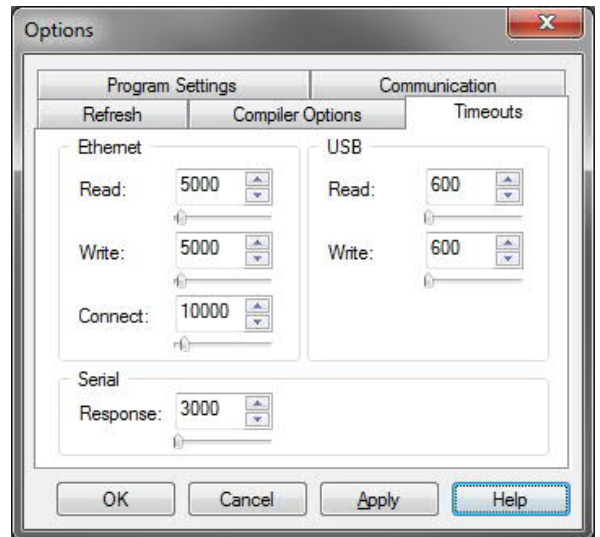 Options
Program Settings Communication
Refresh Compiler Options Timeouts
Ethernet USB
Read: 5000 Read: 600
Write: 5000 Write: 600
Connect: 10000
Serial
Response: 3000
OK Cancel Apply Help